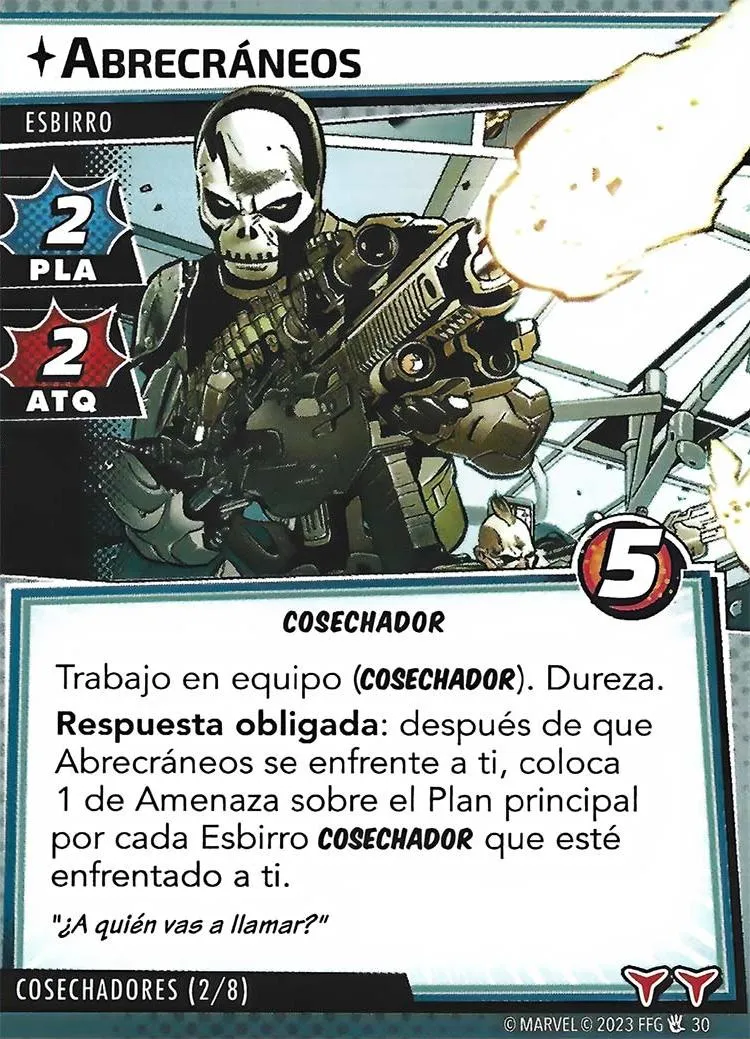 ABRECRÁNEOS
ESBIRRO
2
PLA
2
ATQ
5
COSECHADOR
Trabajo en equipo (COSECHADOR). Dureza.
Respuesta obligada: después de que
Abrecráneos se enfrente a ti, coloca
1 de Amenaza sobre el Plan principal
por cada Esbirro COSECHADOR que esté
enfrentado a ti.
"¿A quién vas a llamar?"
COSECHADORES (2/8)
© MARVEL © 2023 FFG 30